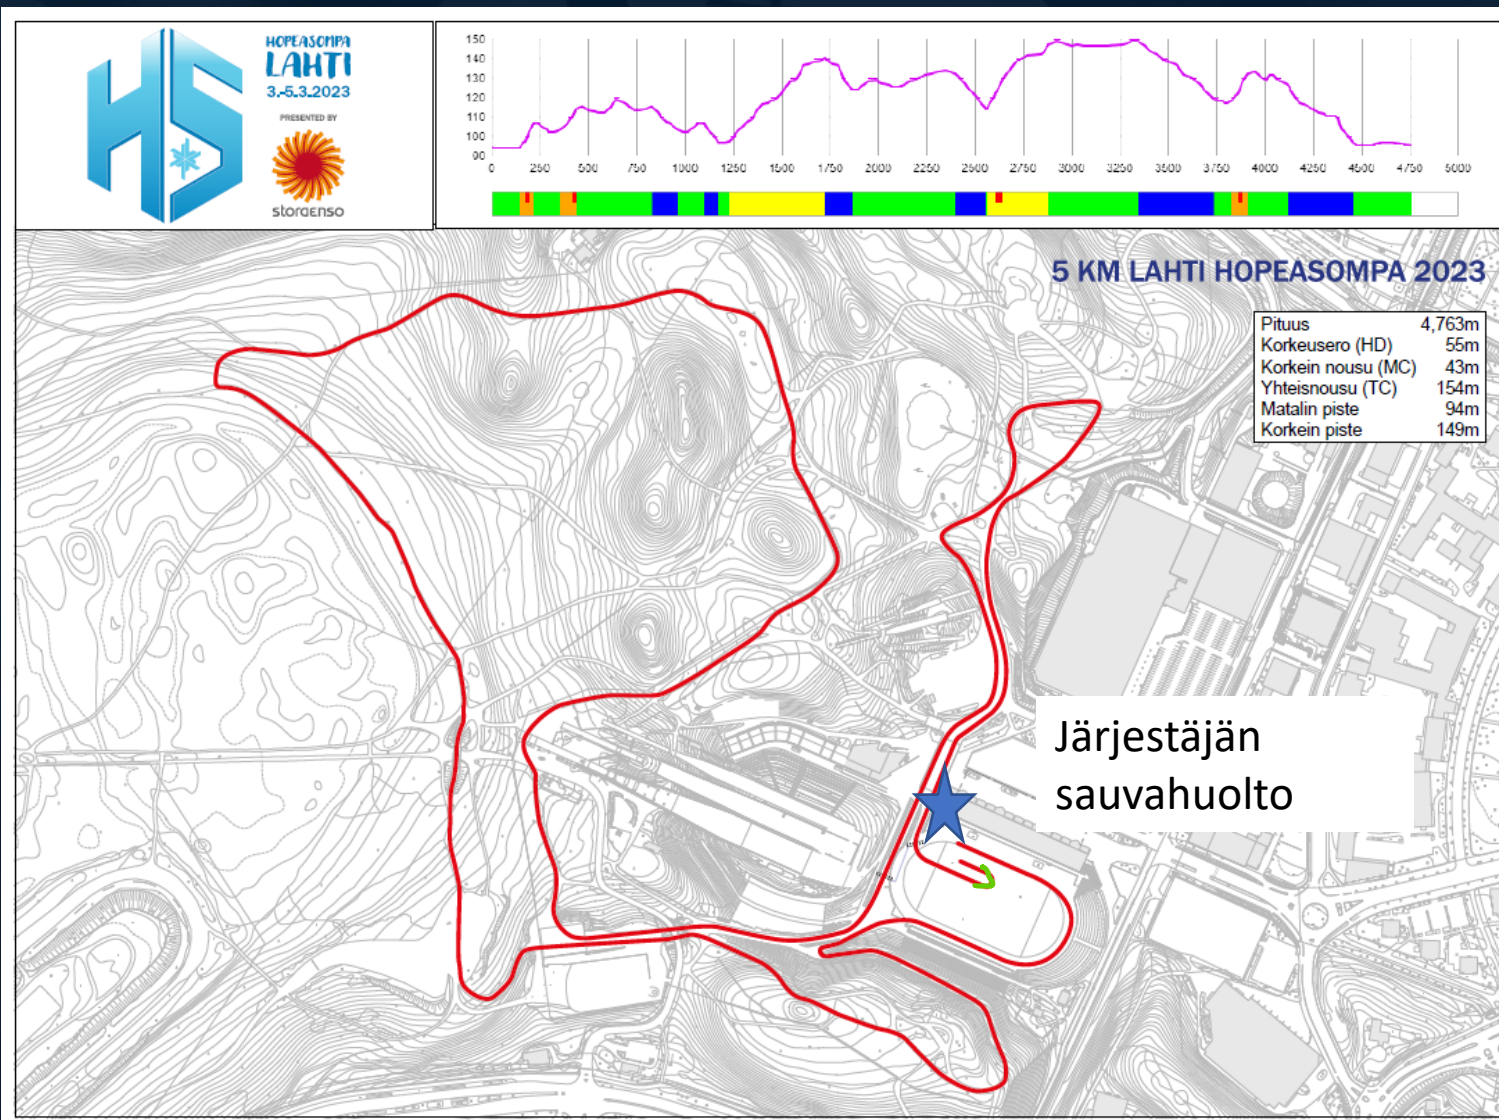 HOPEASOMPA
LAHTI
3.-5.3.2023
PRESENTED BY
storaenso
HS
150
140
130
120
110
100
90
0 250 500 750 1000 1250 1500 1750 2000 2250 2500 2750 3000 3250 3500 3750 4000 4250 4500 4750 5000
5 KM LAHTI HOPEASOMPA 2023
Pituus 4,763m
Korkeusero (HD) 55m
Korkein nousu (MC) 43m
Yhteisnousu (TC) 154m
Matalin piste 94m
Korkein piste 149m
Järjestäjän
sauvahuolto